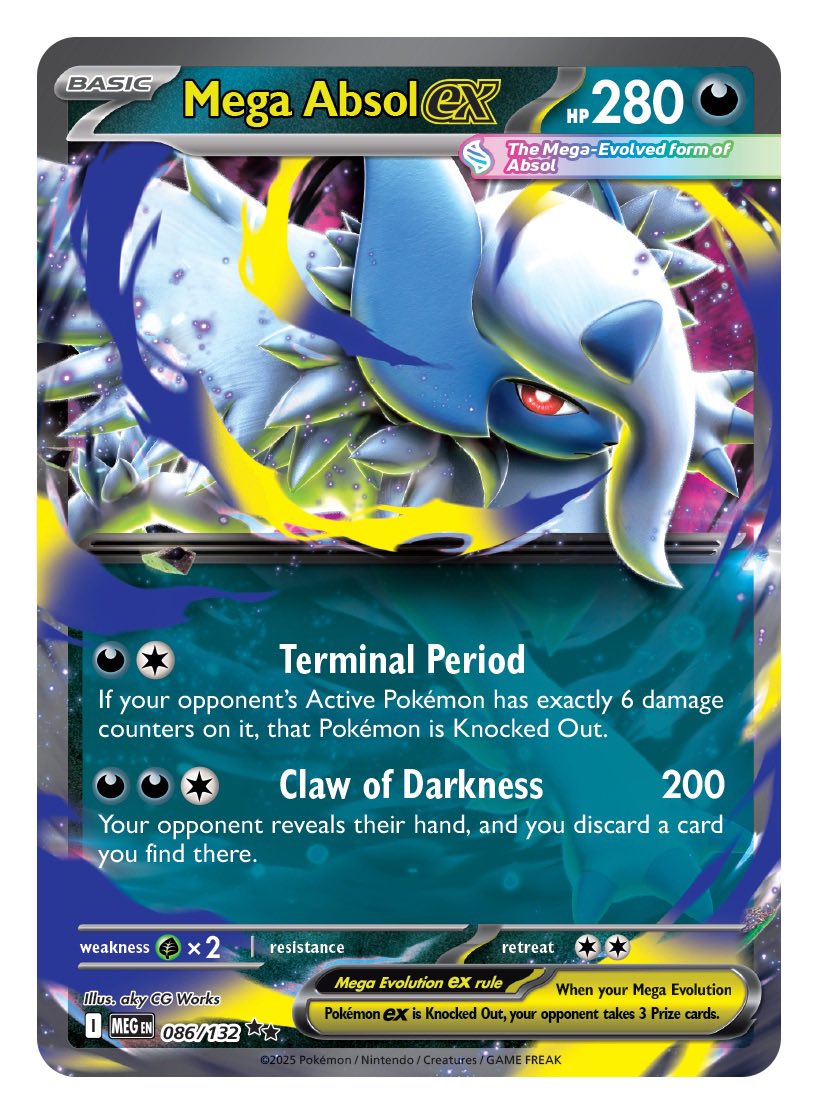 BASIC
Mega Absol ex
HP 280
The Mega-Evolved form of
Absol
Terminal Period
If your opponent's Active Pokémon has exactly 6 damage
counters on it, that Pokémon is Knocked Out.
Claw of Darkness 200
Your opponent reveals their hand, and you discard a card
you find there.
weakness ×2 resistance retreat
Mega Evolution ex rule When your Mega Evolution
Pokémon ex is Knocked Out, your opponent takes 3 Prize cards.
Illus. aky CG Works
I MEG EN 086/132
©2025 Pokémon / Nintendo / Creatures / GAME FREAK